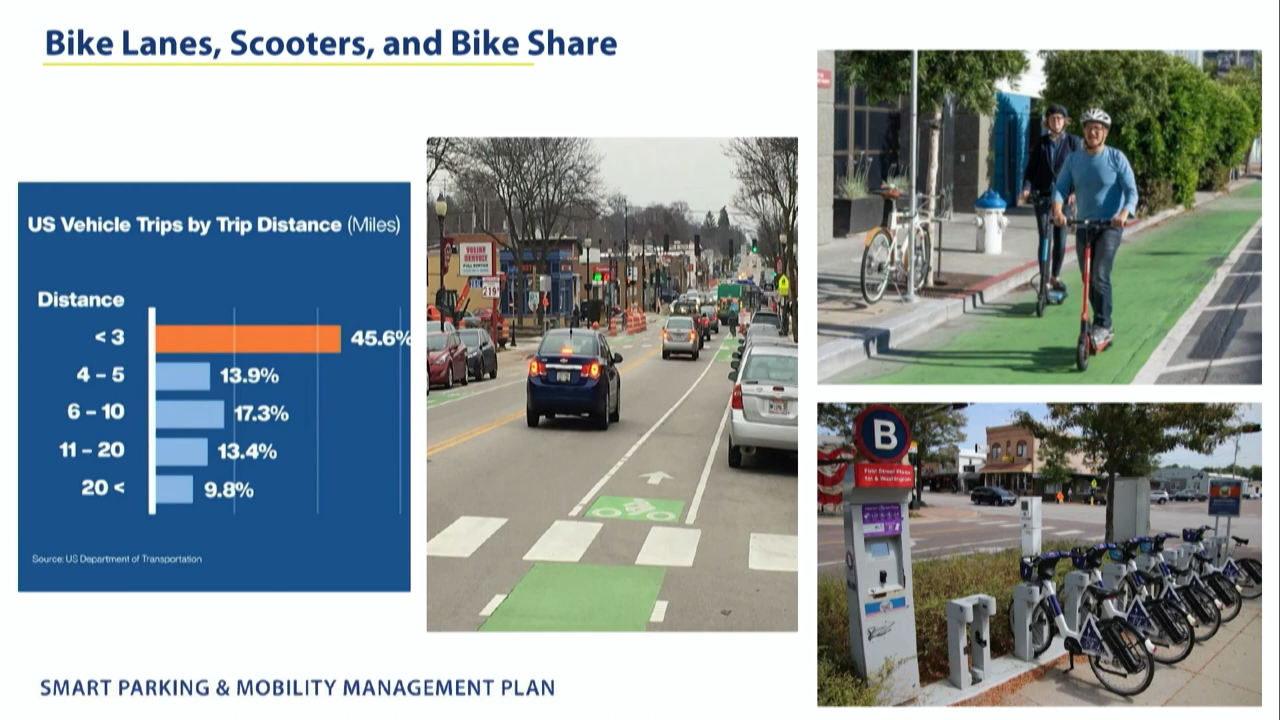 Bike Lanes, Scooters, and Bike Share
US Vehicle Trips by Trip Distance (Miles)
Distance
< 3 45.6%
4 – 5 13.9%
6 – 10 17.3%
11 – 20 13.4%
20 < 9.8%
Source: US Department of Transportation
219
B
SMART PARKING & MOBILITY MANAGEMENT PLAN